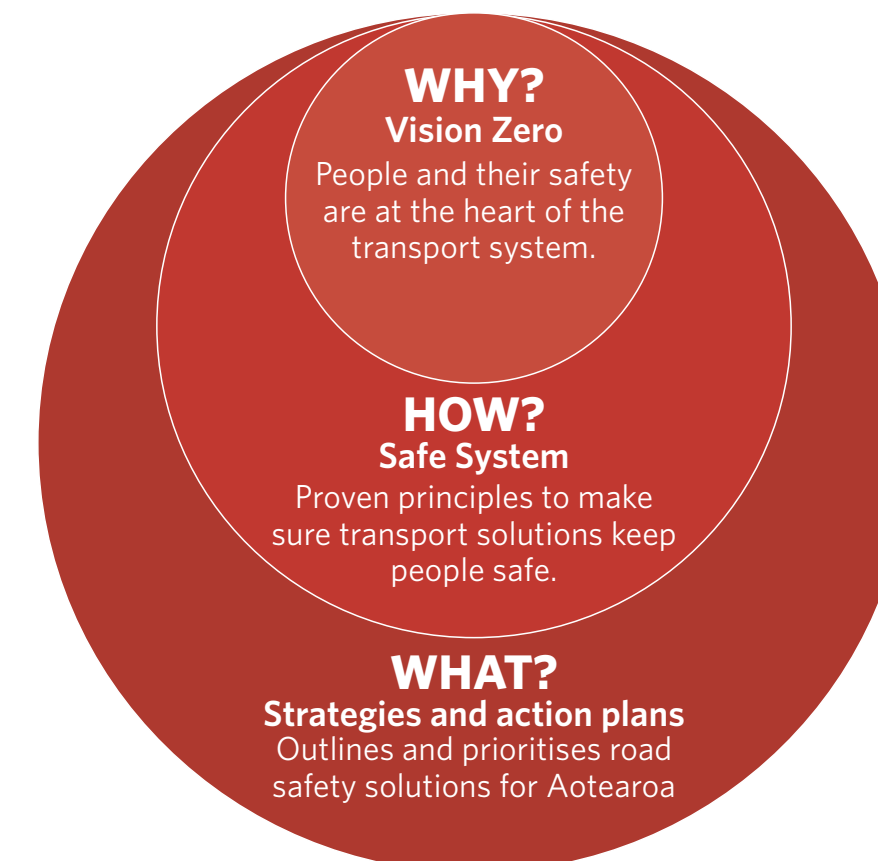 WHY?
Vision Zero
People and their safety
are at the heart of the
transport system.
HOW?
Safe System
Proven principles to make
sure transport solutions keep
people safe.
WHAT?
Strategies and action plans
Outlines and prioritises road
safety solutions for Aotearoa